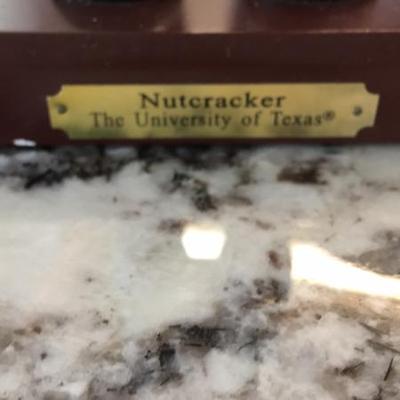 Nutcracker
The University of Texas®